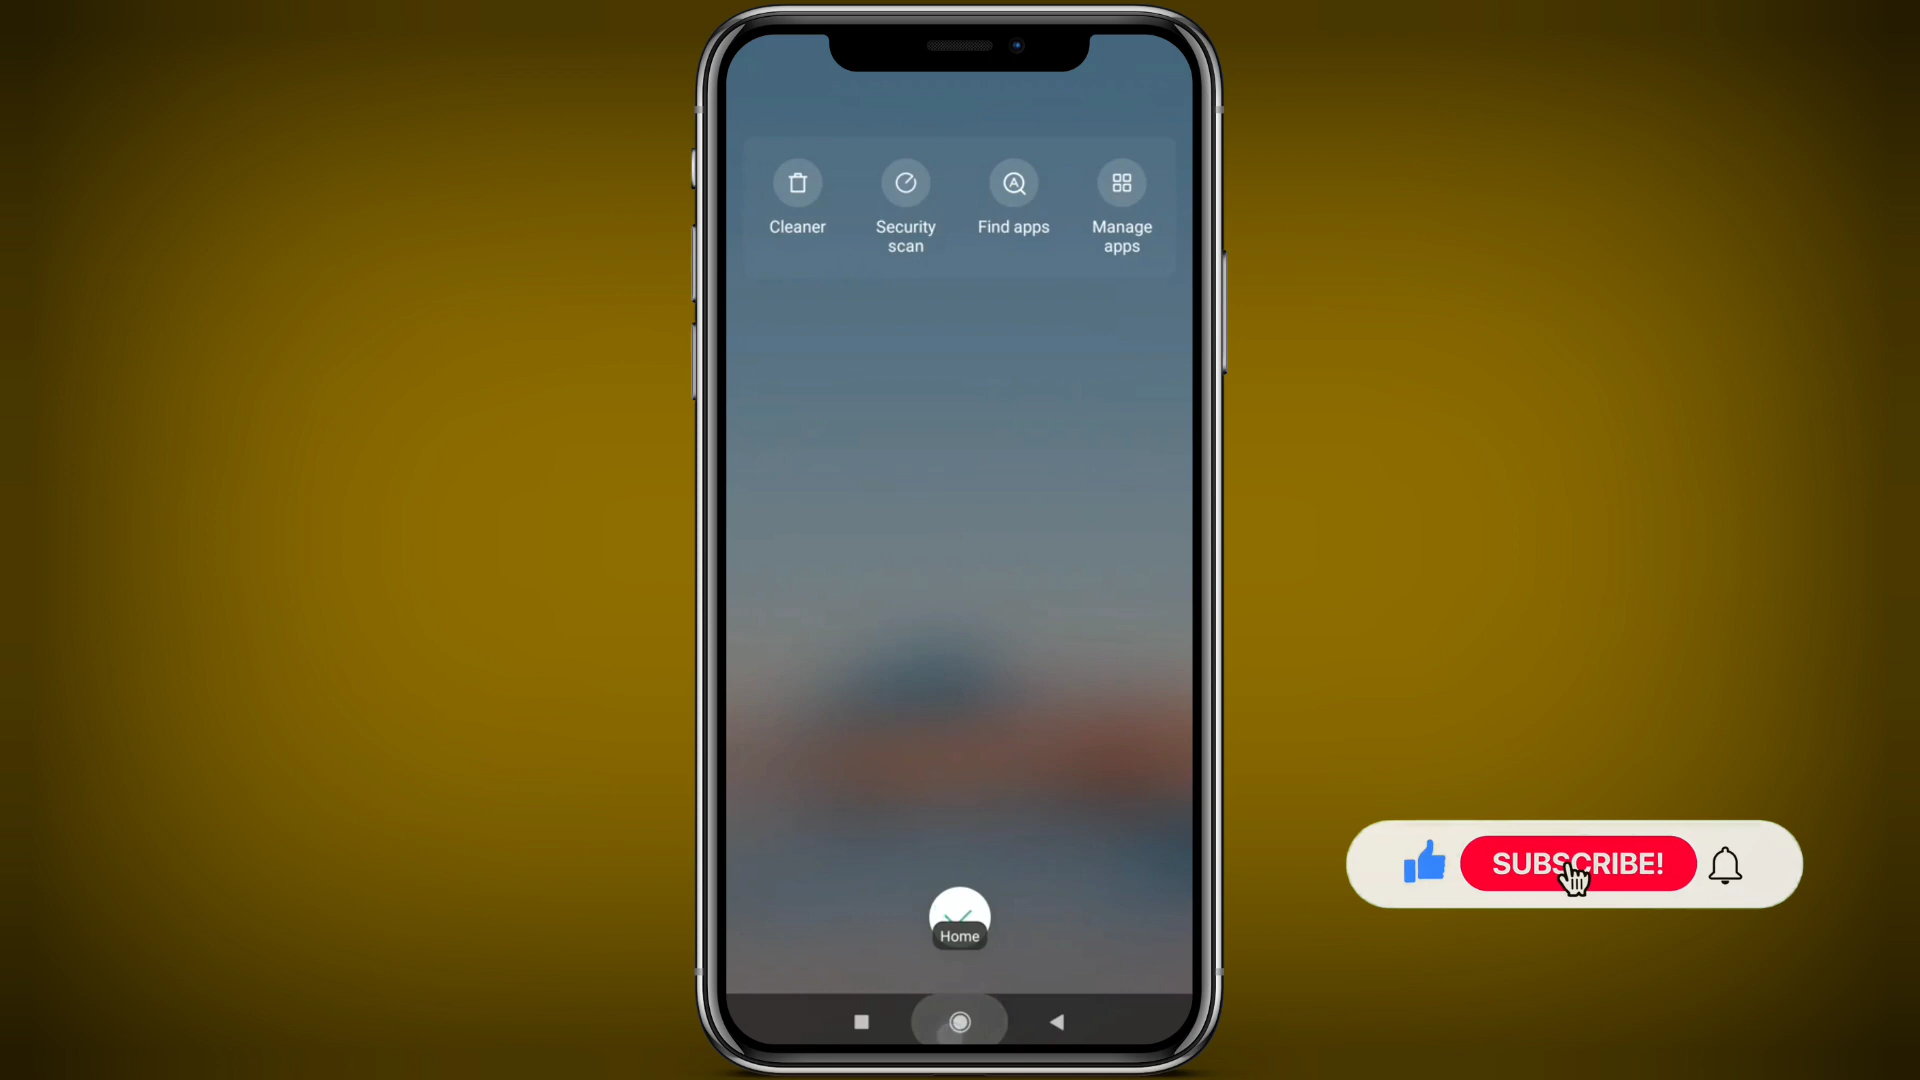 Cleaner
Security
scan
Find apps
Manage
apps
SUBSCRIBE!
Home